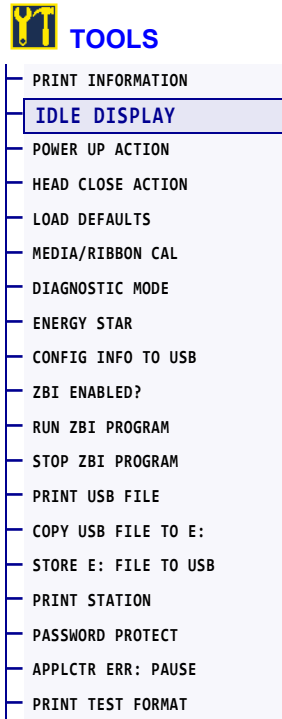 TOOLS
PRINT INFORMATION
IDLE DISPLAY
POWER UP ACTION
HEAD CLOSE ACTION
LOAD DEFAULTS
MEDIA/RIBBON CAL
DIAGNOSTIC MODE
ENERGY STAR
CONFIG INFO TO USB
ZBI ENABLED?
RUN ZBI PROGRAM
STOP ZBI PROGRAM
PRINT USB FILE
COPY USB FILE TO E:
STORE E: FILE TO USB
PRINT STATION
PASSWORD PROTECT
APPLCTR ERR: PAUSE
PRINT TEST FORMAT